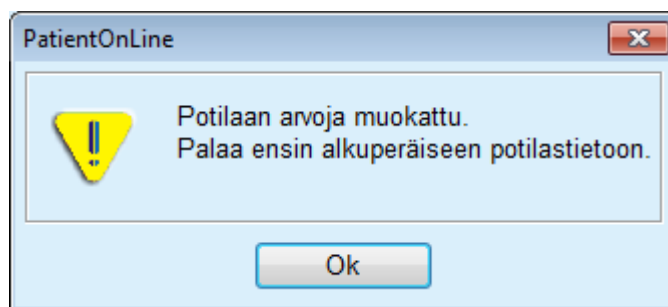 PatientOnLine
Potilaan arvoja muokattu.
Palaa ensin alkuperäiseen potilastietoon.
Ok